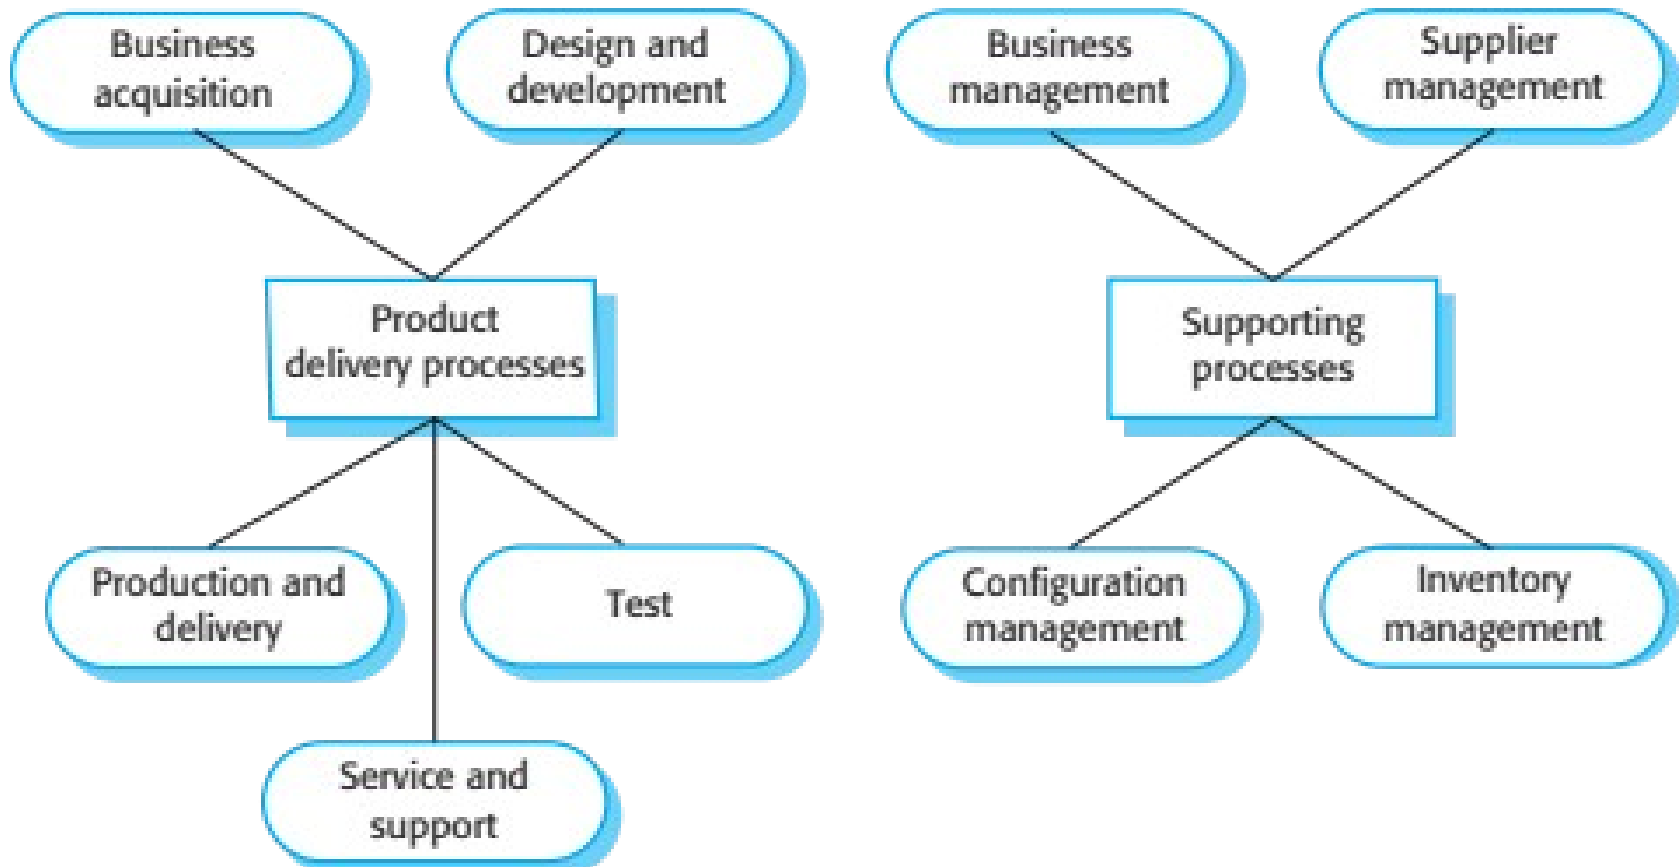 Business
acquisition
Design and
development
Business
management
Supplier
management
Product
delivery processes
Supporting
processes
Production and
delivery
Test
Configuration
management
Inventory
management
Service and
support